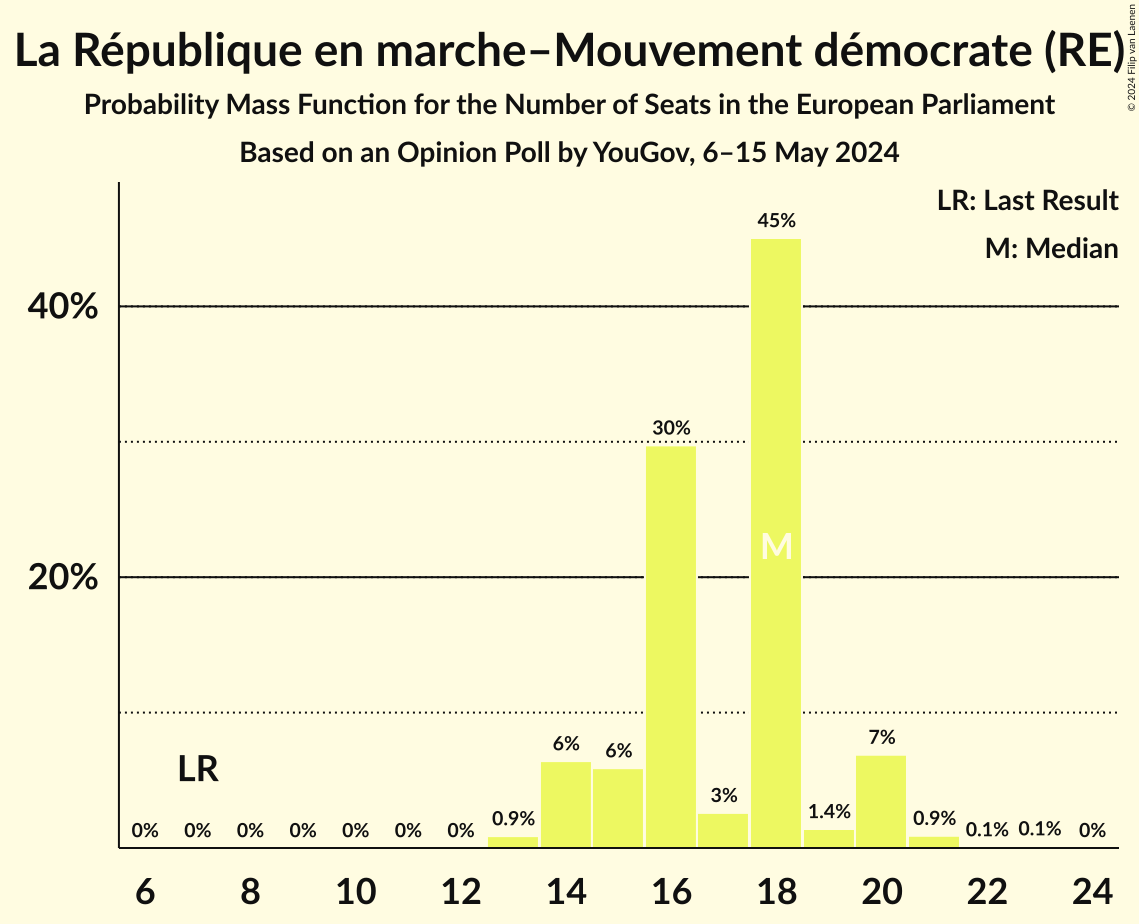 La République en marche–Mouvement démocrate (RE)
© 2024 Filip van Laenen
Probability Mass Function for the Number of Seats in the European Parliament
Based on an Opinion Poll by YouGov, 6–15 May 2024
LR: Last Result
M: Median
45%
40%
30%
M
20%
LR
0% 0% 0% 0% 0% 0% 0% 0.9% 6% 6% 3% 1.4% 7% 0.9% 0.1% 0.1% 0%
6 8 10 12 14 16 18 20 22 24